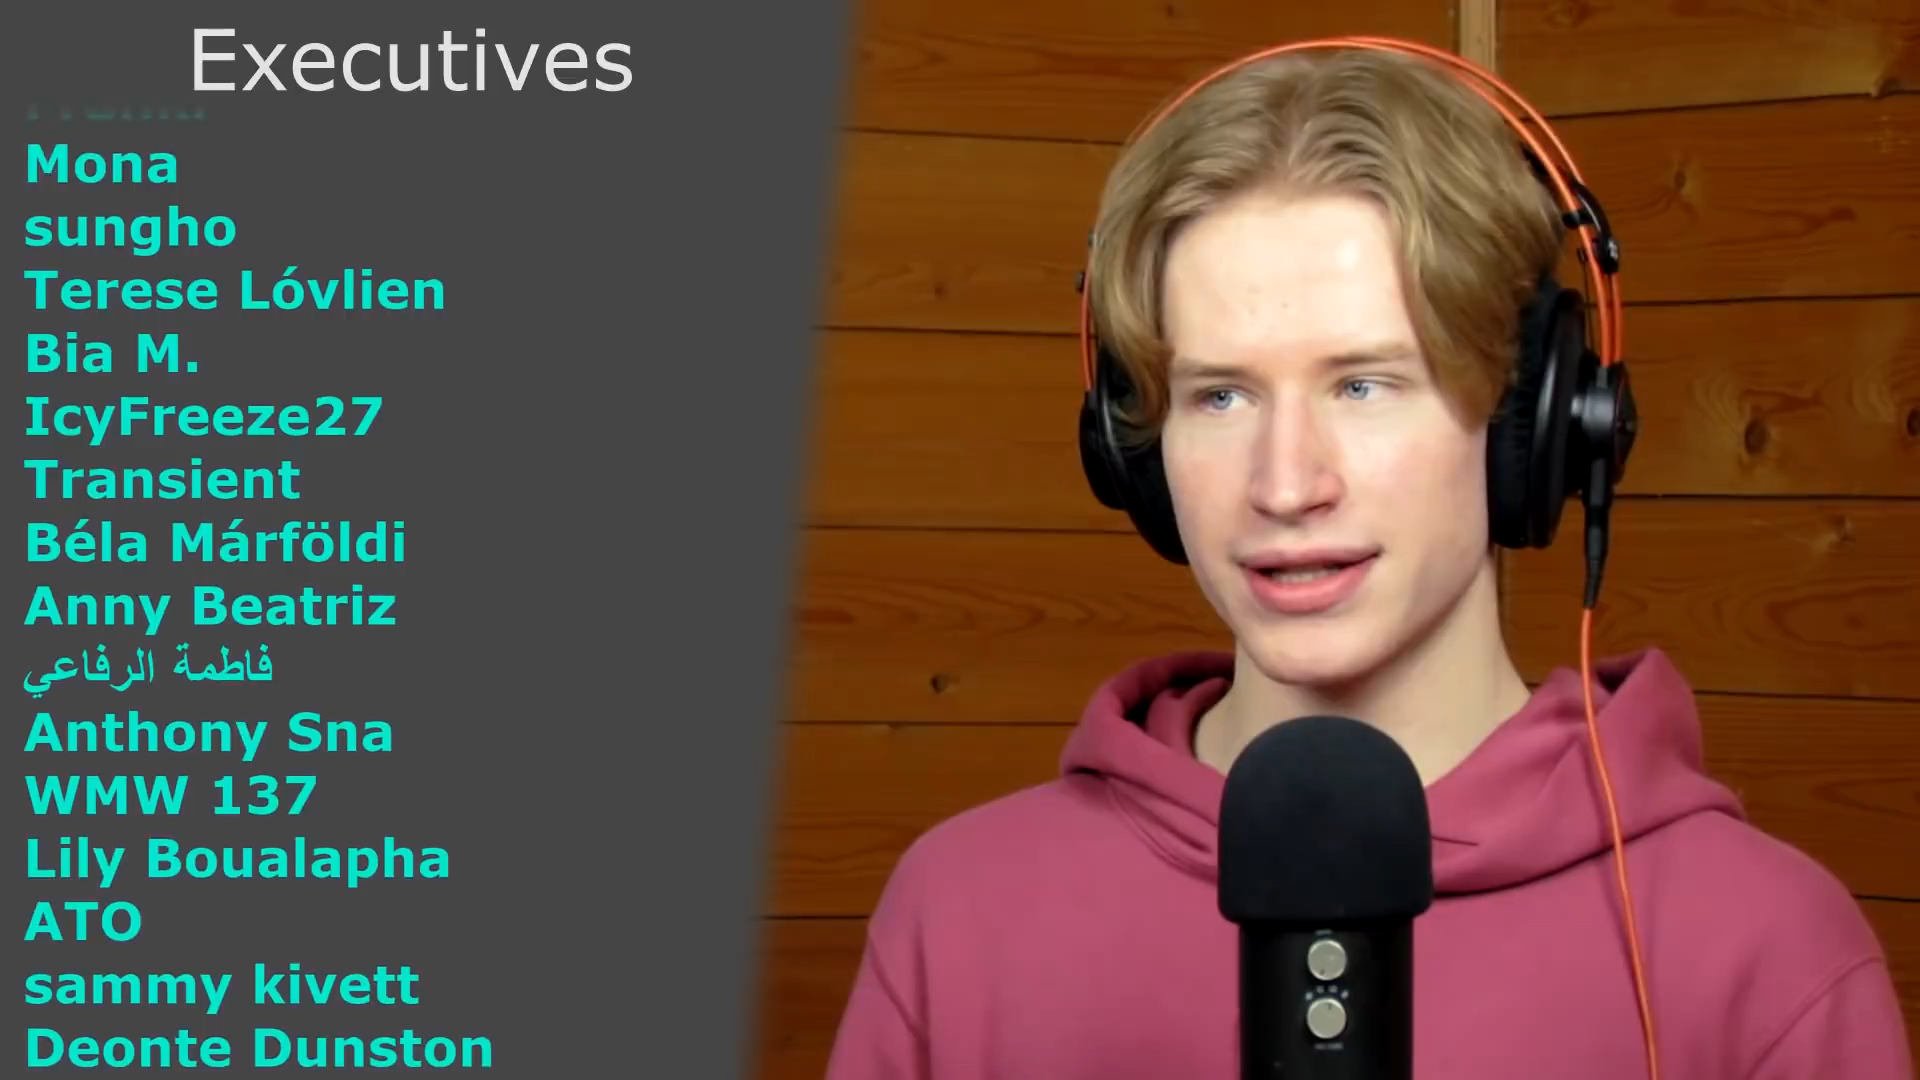 Executives
Mona
sungho
Terese Lóvlien
Bia M.
IcyFreeze27
Transient
Béla Márföldi
Anny Beatriz
فاطمة الرفاعي
Anthony Sna
WMW 137
Lily Boualapha
ATO
sammy kivett
Deonte Dunston